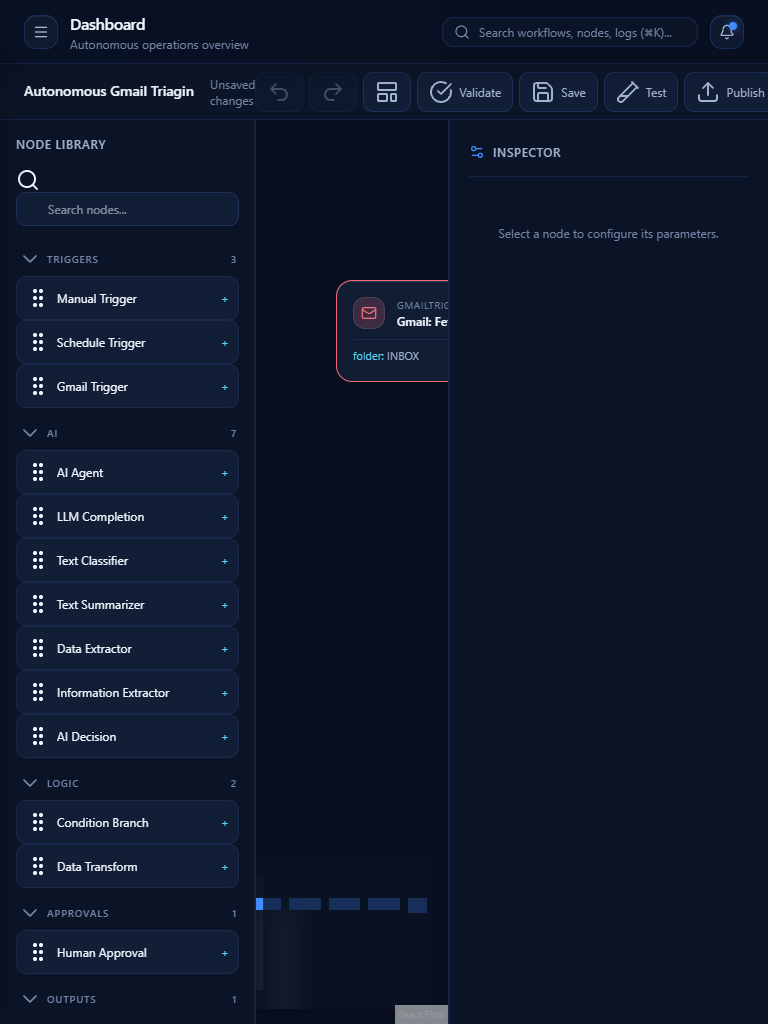 Dashboard
Autonomous operations overview
Search workflows, nodes, logs (⌘K)...
Autonomous Gmail Triagin
Unsaved changes
Validate
Save
Test
Publish
NODE LIBRARY
Search nodes...
TRIGGERS 3
Manual Trigger +
Schedule Trigger +
Gmail Trigger +
AI 7
AI Agent +
LLM Completion +
Text Classifier +
Text Summarizer +
Data Extractor +
Information Extractor +
AI Decision +
LOGIC 2
Condition Branch +
Data Transform +
APPROVALS 1
Human Approval +
OUTPUTS 1
GMAILTRIG
Gmail: Fe
folder: INBOX
React Flow
INSPECTOR
Select a node to configure its parameters.